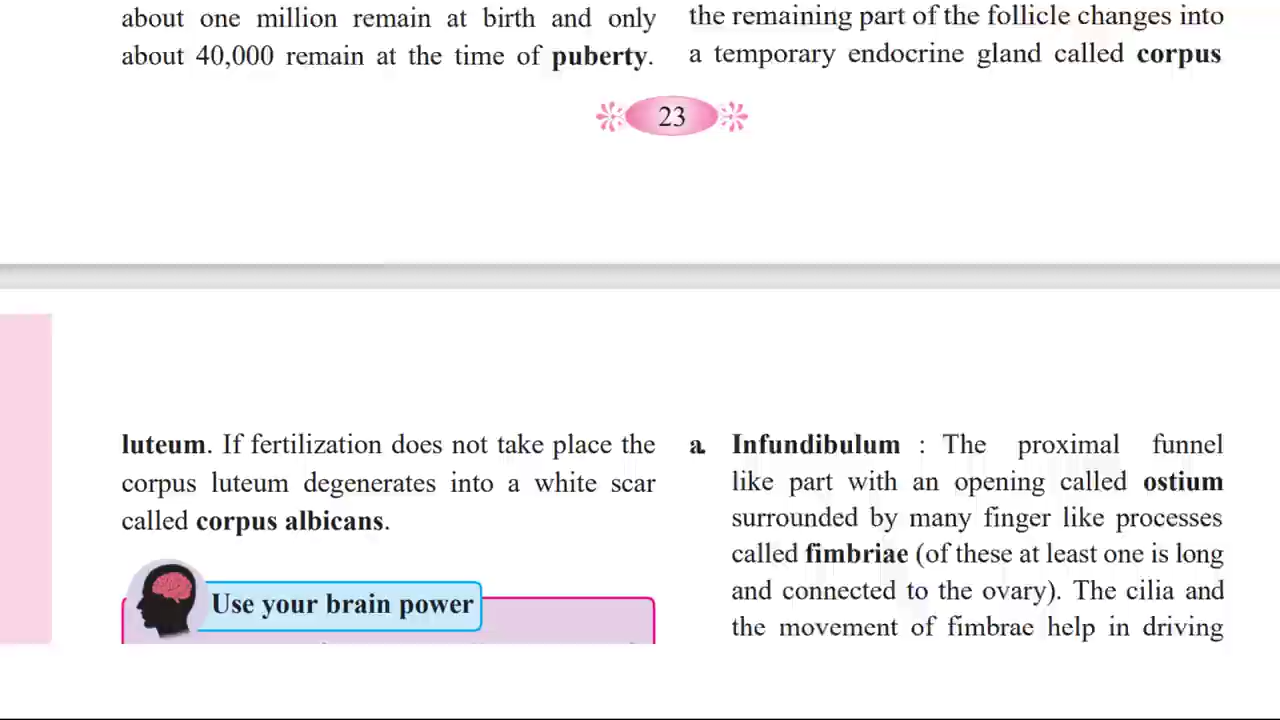 about one million remain at birth and only
about 40,000 remain at the time of puberty.
the remaining part of the follicle changes into
a temporary endocrine gland called corpus
23
luteum. If fertilization does not take place the
corpus luteum degenerates into a white scar
called corpus albicans.
Use your brain power
a. Infundibulum : The proximal funnel
like part with an opening called ostium
surrounded by many finger like processes
called fimbriae (of these at least one is long
and connected to the ovary). The cilia and
the movement of fimbrae help in driving